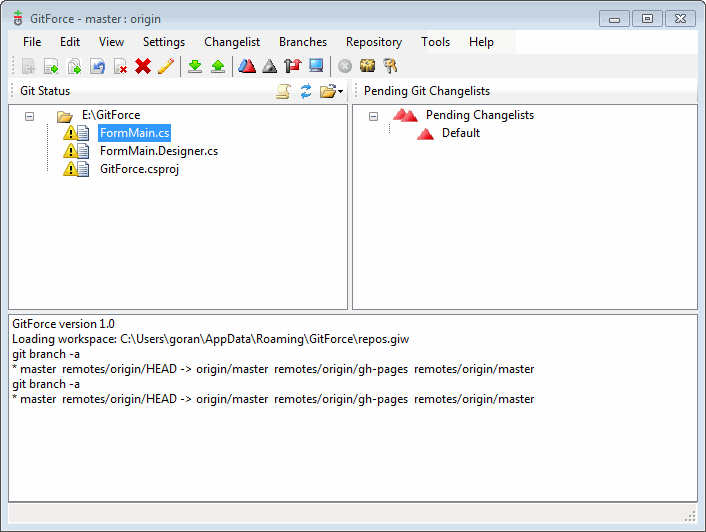 GitForce - master : origin
File Edit View Settings Changelist Branches Repository Tools Help
Git Status
Pending Git Changelists
E:\GitForce
FormMain.cs
FormMain.Designer.cs
GitForce.csproj
Pending Changelists
Default
GitForce version 1.0
Loading workspace: C:\Users\goran\AppData\Roaming\GitForce\repos.giw
git branch -a
* master  remotes/origin/HEAD -> origin/master  remotes/origin/gh-pages  remotes/origin/master
git branch -a
* master  remotes/origin/HEAD -> origin/master  remotes/origin/gh-pages  remotes/origin/master